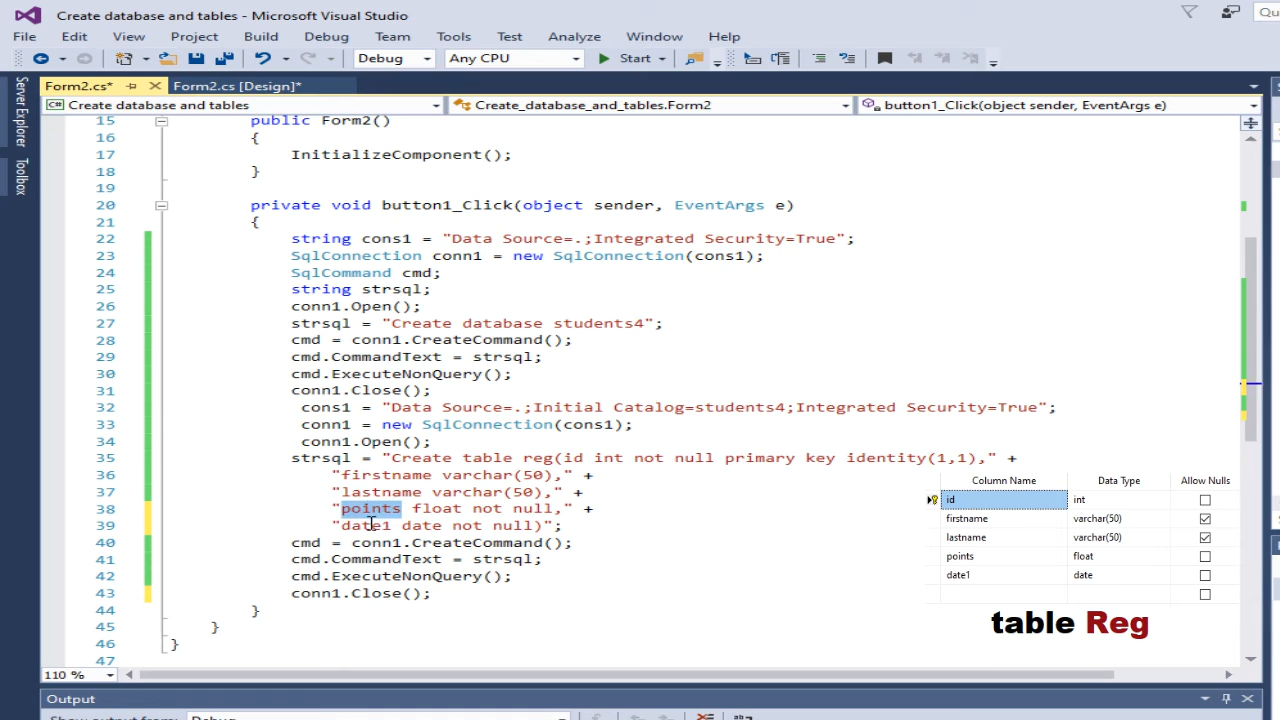 Create database and tables - Microsoft Visual Studio
Qu
File Edit View Project Build Debug Team Tools Test Analyze Window Help
Debug Any CPU Start
Server Explorer
Toolbox
Form2.cs* Form2.cs [Design]*
C# Create database and tables Create_database_and_tables.Form2 button1_Click(object sender, EventArgs e)
15 public Form2()
16 {
17 InitializeComponent();
18 }
19
20 private void button1_Click(object sender, EventArgs e)
21 {
22 string cons1 = "Data Source=.;Integrated Security=True";
23 SqlConnection conn1 = new SqlConnection(cons1);
24 SqlCommand cmd;
25 string strsql;
26 conn1.Open();
27 strsql = "Create database students4";
28 cmd = conn1.CreateCommand();
29 cmd.CommandText = strsql;
30 cmd.ExecuteNonQuery();
31 conn1.Close();
32 cons1 = "Data Source=.;Initial Catalog=students4;Integrated Security=True";
33 conn1 = new SqlConnection(cons1);
34 conn1.Open();
35 strsql = "Create table reg(id int not null primary key identity(1,1)," +
36 "firstname varchar(50)," +
37 "lastname varchar(50)," +
38 "points float not null," +
39 "date1 date not null)";
40 cmd = conn1.CreateCommand();
41 cmd.CommandText = strsql;
42 cmd.ExecuteNonQuery();
43 conn1.Close();
44 }
45 }
46 }
47
Column Name Data Type Allow Nulls
id int
firstname varchar(50)
lastname varchar(50)
points float
date1 date
table Reg
110 %
Output
Show output from: Debug